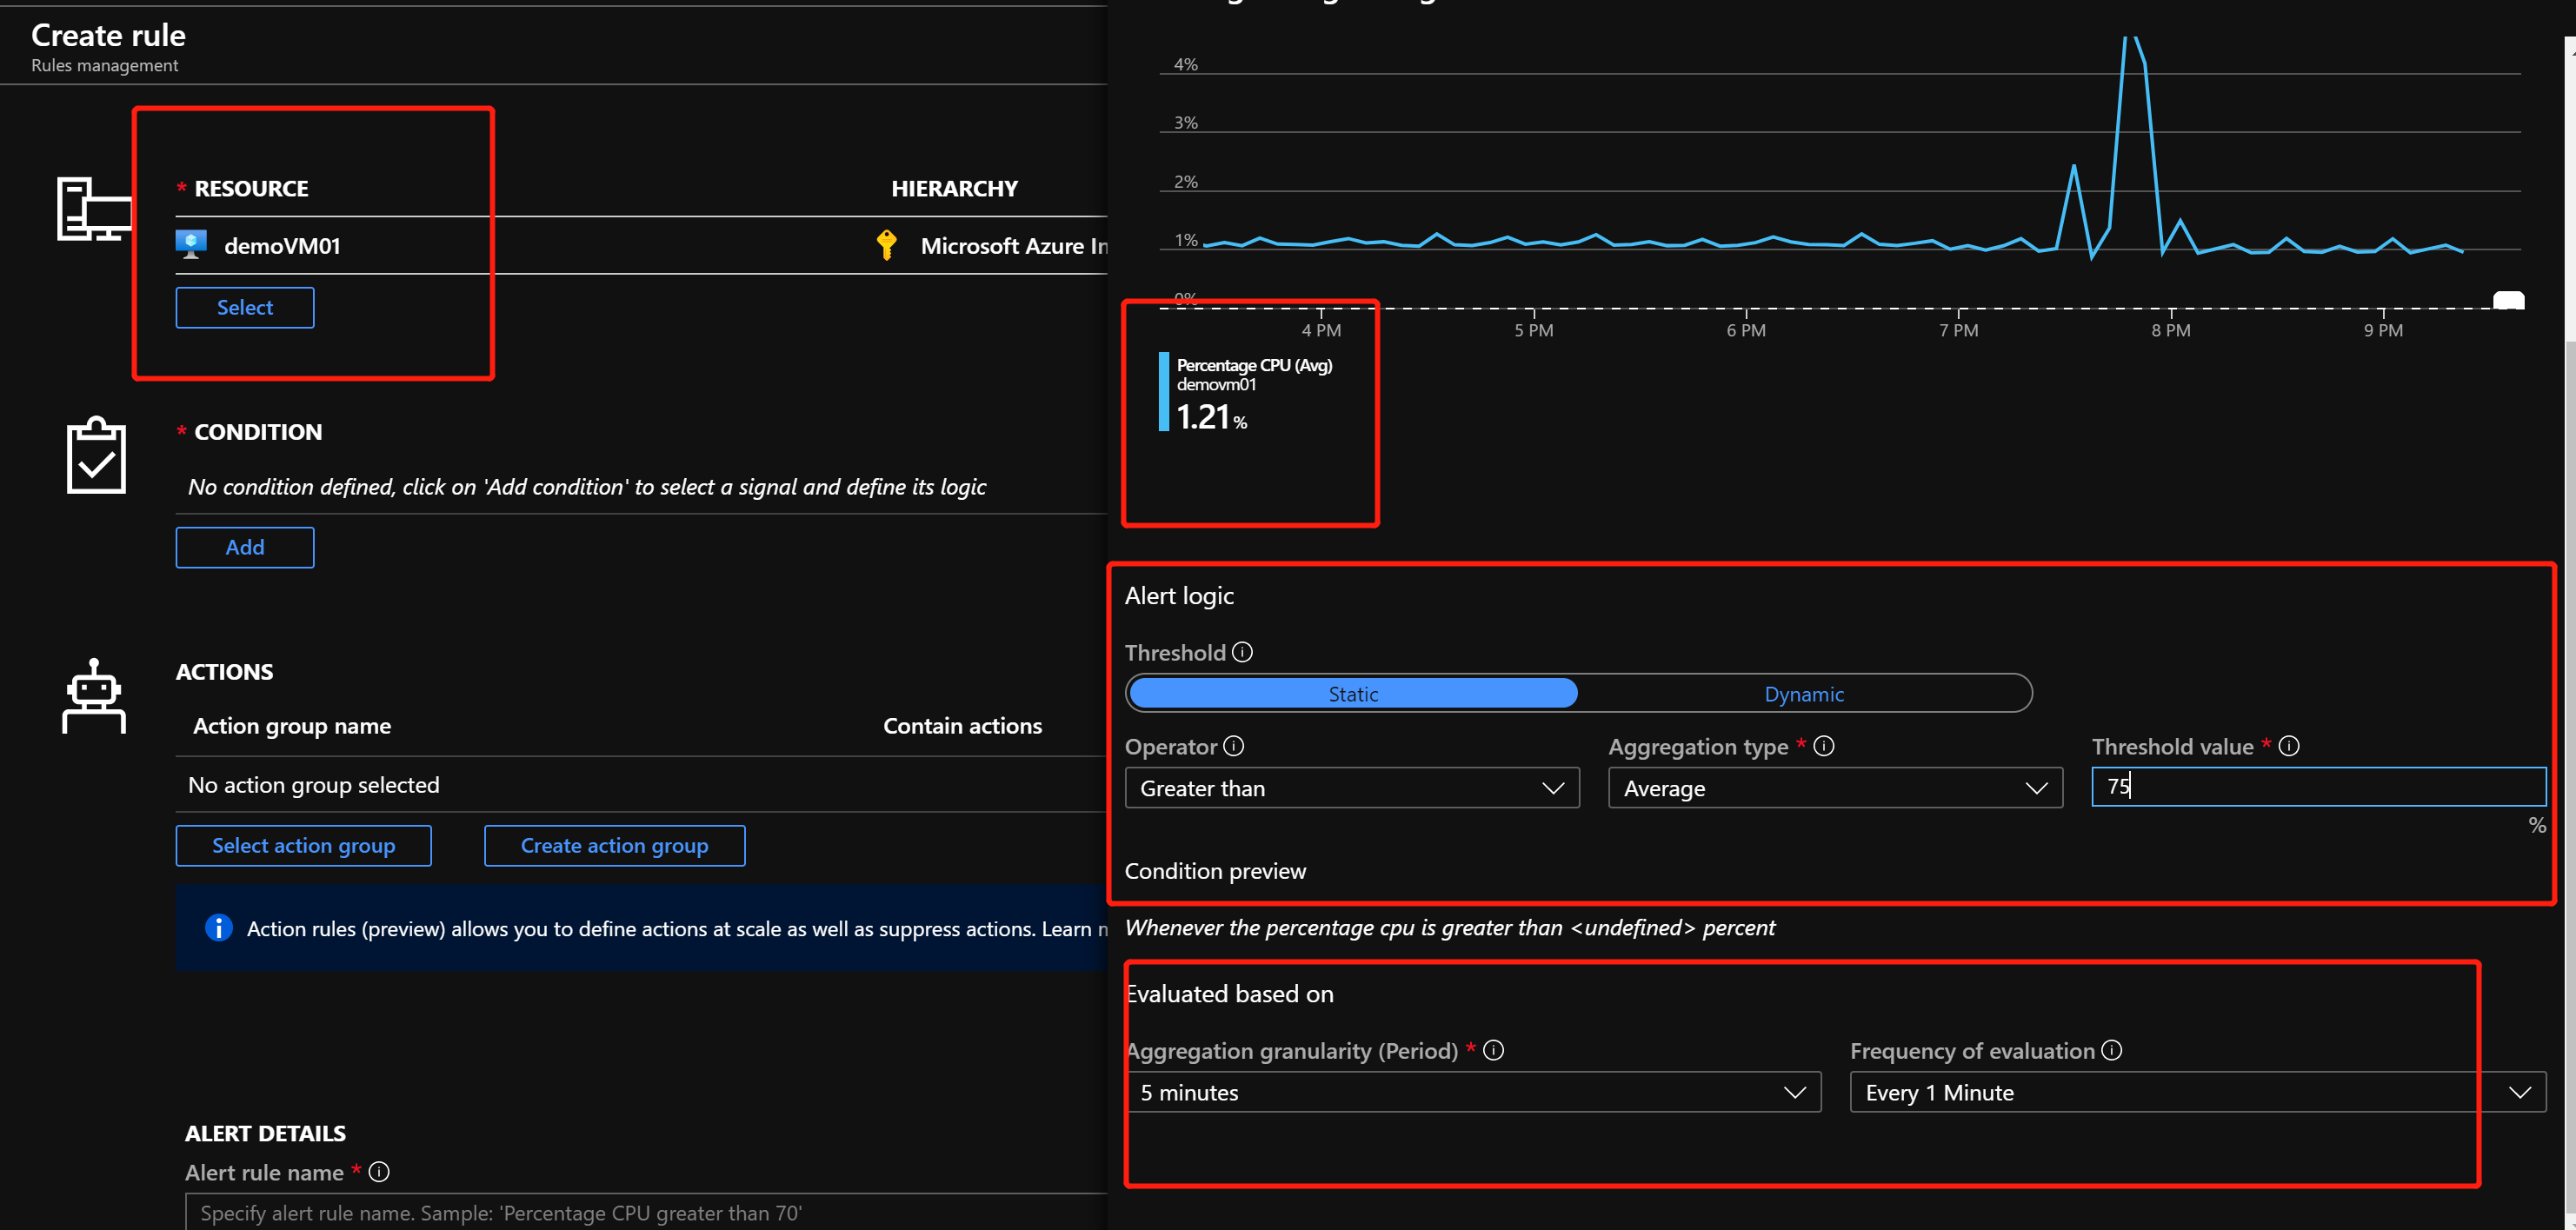 Create rule
Rules management
* RESOURCE
HIERARCHY
demoVM01
Microsoft Azure In
Select
* CONDITION
No condition defined, click on 'Add condition' to select a signal and define its logic
Add
ACTIONS
Action group name
Contain actions
No action group selected
Select action group
Create action group
Action rules (preview) allows you to define actions at scale as well as suppress actions. Learn
ALERT DETAILS
Alert rule name *
Specify alert rule name. Sample: 'Percentage CPU greater than 70'
4%
3%
2%
1%
0%
4 PM
5 PM
6 PM
7 PM
8 PM
9 PM
Percentage CPU (Avg)
demovm01
1.21 %
Alert logic
Threshold
Static
Dynamic
Operator
Aggregation type *
Threshold value *
Greater than
Average
75
%
Condition preview
Whenever the percentage cpu is greater than <undefined> percent
Evaluated based on
Aggregation granularity (Period) *
Frequency of evaluation
5 minutes
Every 1 Minute